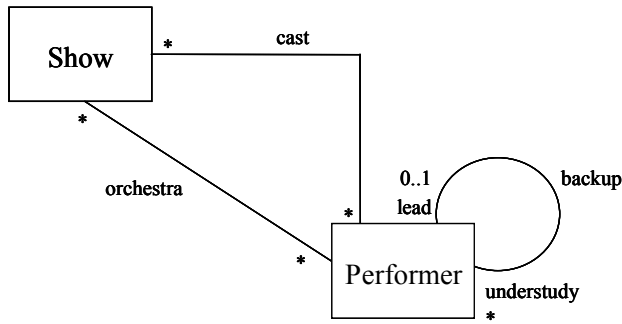 Show
*
cast
*
orchestra
0..1
backup
lead
*
*
Performer
understudy
*